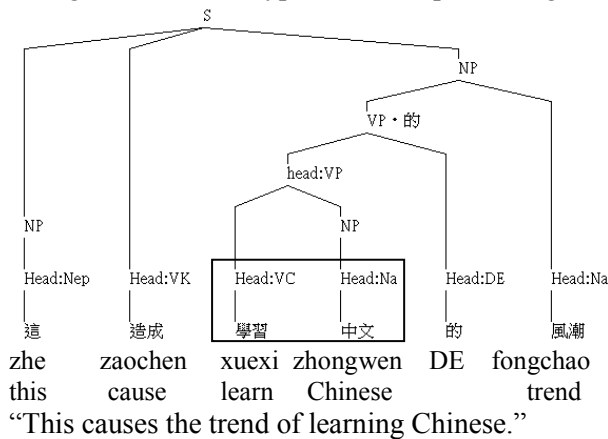 S
NP
VP‧的
head:VP
NP NP
Head:Nep Head:VK Head:VC Head:Na Head:DE Head:Na
這 造成 學習 中文 的 風潮
zhe zaochen xuexi zhongwen DE fongchao
this cause learn Chinese trend
“This causes the trend of learning Chinese.”